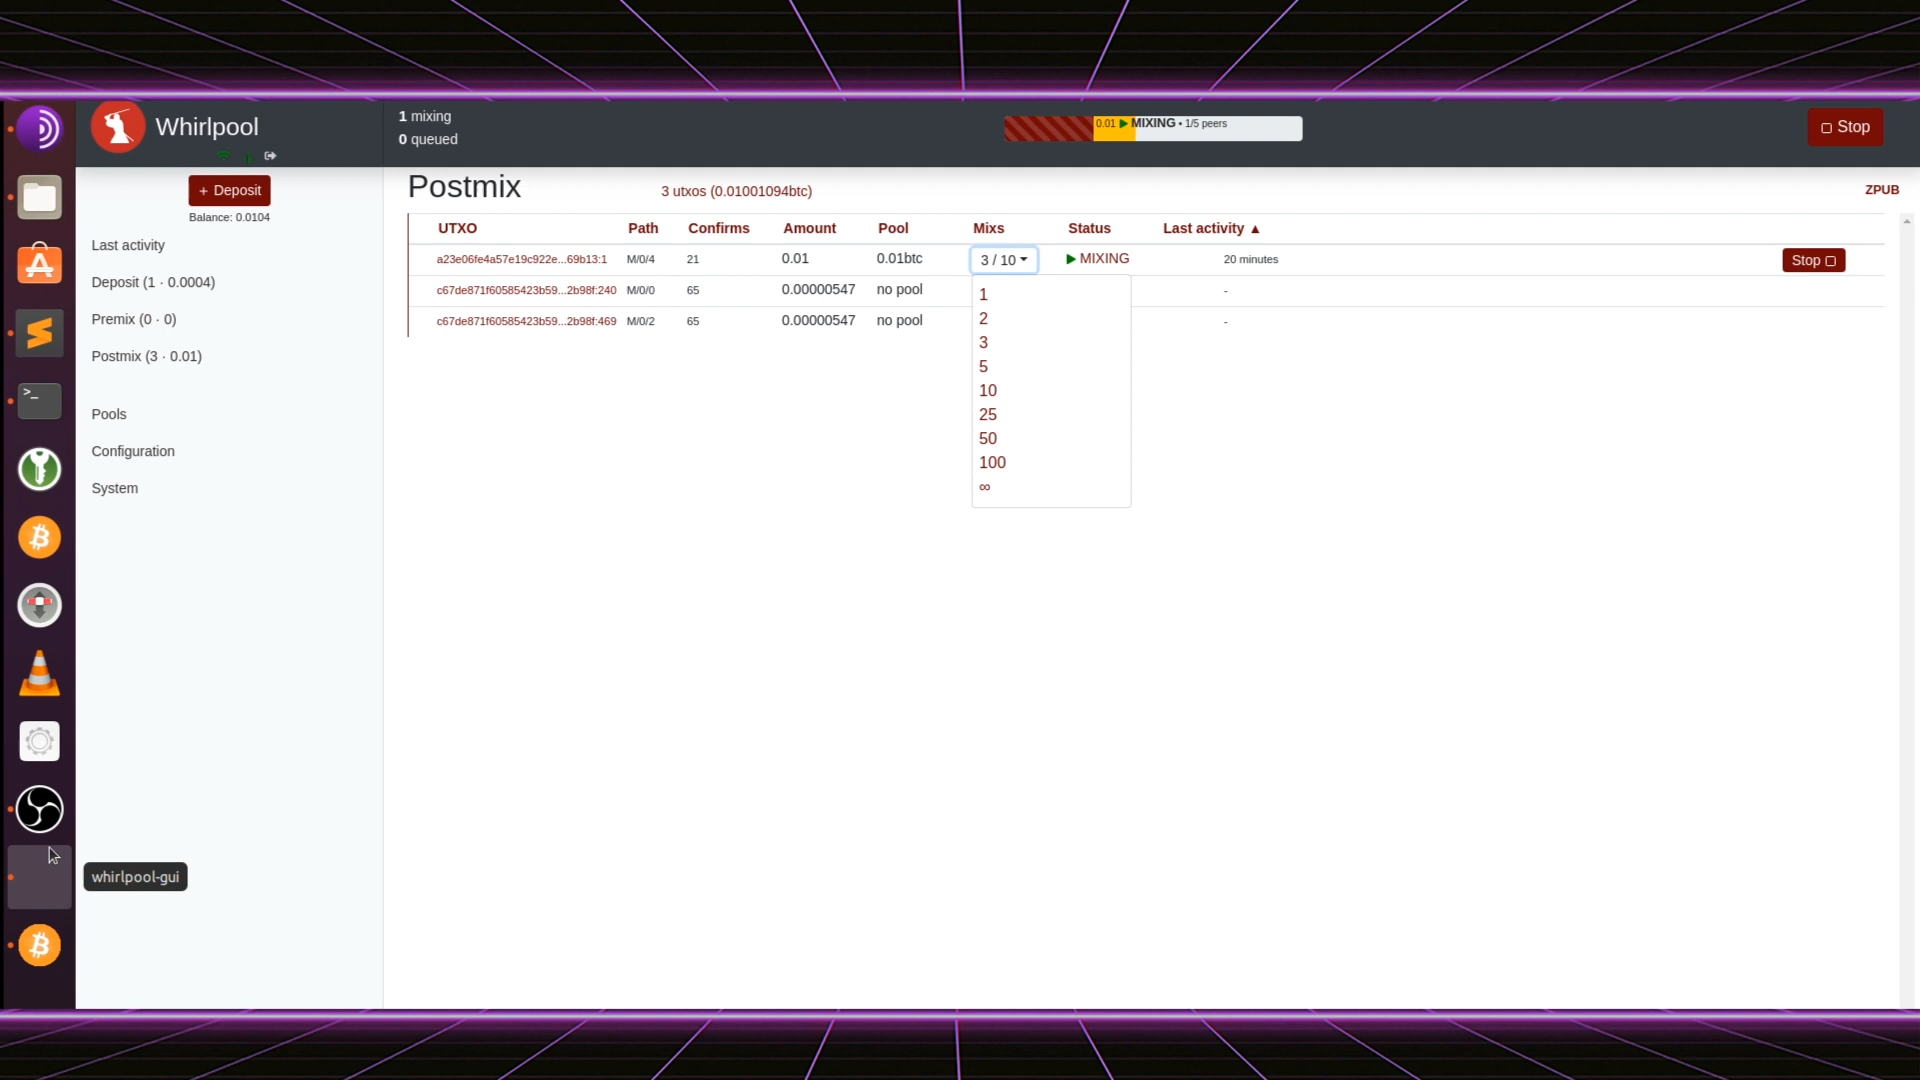 Whirlpool
1 mixing
0 queued
0.01 ▶ MIXING • 1/5 peers
Stop
+ Deposit
Balance: 0.0104
Last activity
Deposit (1 · 0.0004)
Premix (0 · 0)
Postmix (3 · 0.01)
Pools
Configuration
System
Postmix 3 utxos (0.01001094btc) ZPUB
UTXO Path Confirms Amount Pool Mixs Status Last activity ▲
a23e06fe4a57e19c922e...69b13:1 M/0/4 21 0.01 0.01btc 3 / 10 ▶ MIXING 20 minutes Stop
c67de871f60585423b59...2b98f:240 M/0/0 65 0.00000547 no pool -
c67de871f60585423b59...2b98f:469 M/0/2 65 0.00000547 no pool -
1
2
3
5
10
25
50
100
∞
whirlpool-gui